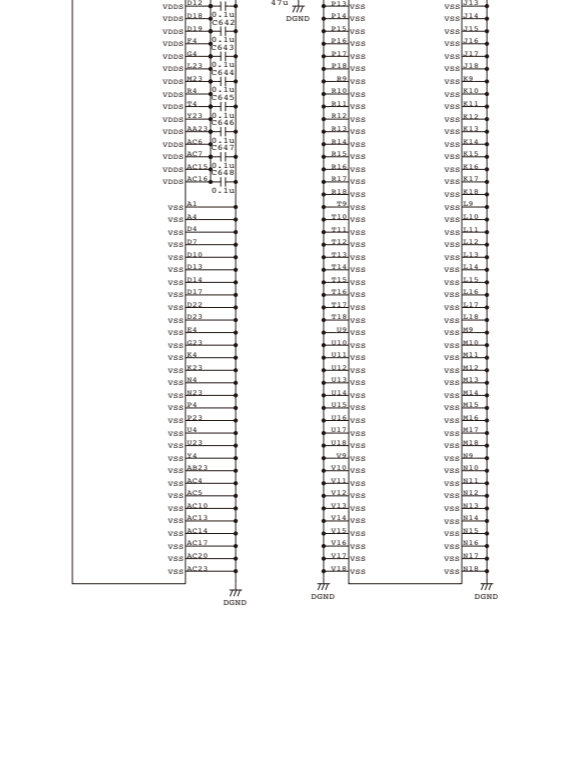 VDDS D12
47u
DGND
P13 VSS
VSS J13
VDDS D18
0.1u
P14 VSS
VSS J14
C642
VDDS D19
0.1u
P15 VSS
VSS J15
VDDS F4
C643
P16 VSS
VSS J16
VDDS G4
0.1u
P17 VSS
VSS J17
VDDS L23
C644
P18 VSS
VSS J18
VDDS M23
0.1u
R9 VSS
VSS K9
VDDS R4
C645
R10 VSS
VSS K10
VDDS T4
0.1u
R11 VSS
VSS K11
VDDS Y23
C646
R12 VSS
VSS K12
VDDS AA23
0.1u
R13 VSS
VSS K13
VDDS AC6
C647
R14 VSS
VSS K14
VDDS AC7
0.1u
R15 VSS
VSS K15
VDDS AC15
C648
R16 VSS
VSS K16
VDDS AC16
0.1u
R17 VSS
VSS K17
R18 VSS
VSS K18
VSS A1
T9 VSS
VSS L9
VSS A4
T10 VSS
VSS L10
VSS D4
T11 VSS
VSS L11
VSS D7
T12 VSS
VSS L12
VSS D10
T13 VSS
VSS L13
VSS D13
T14 VSS
VSS L14
VSS D14
T15 VSS
VSS L15
VSS D17
T16 VSS
VSS L16
VSS D22
T17 VSS
VSS L17
VSS D23
T18 VSS
VSS L18
VSS E4
U9 VSS
VSS M9
VSS G23
U10 VSS
VSS M10
VSS K4
U11 VSS
VSS M11
VSS K23
U12 VSS
VSS M12
VSS N4
U13 VSS
VSS M13
VSS N23
U14 VSS
VSS M14
VSS P4
U15 VSS
VSS M15
VSS P23
U16 VSS
VSS M16
VSS U4
U17 VSS
VSS M17
VSS U23
U18 VSS
VSS M18
VSS Y4
V9 VSS
VSS N9
VSS AB23
V10 VSS
VSS N10
VSS AC4
V11 VSS
VSS N11
VSS AC5
V12 VSS
VSS N12
VSS AC10
V13 VSS
VSS N13
VSS AC13
V14 VSS
VSS N14
VSS AC14
V15 VSS
VSS N15
VSS AC17
V16 VSS
VSS N16
VSS AC20
V17 VSS
VSS N17
VSS AC23
V18 VSS
VSS N18
DGND
DGND
DGND